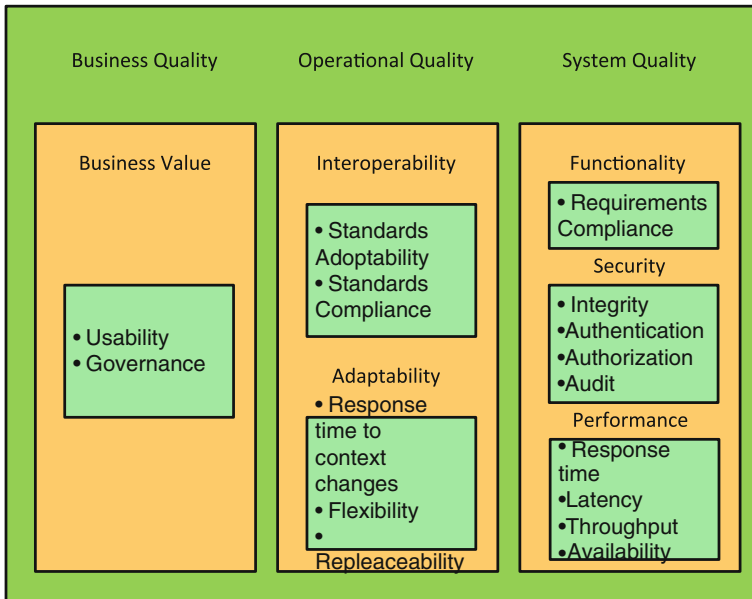 Business Quality
Business Value
• Usability
• Governance
Operational Quality
Interoperability
• Standards
Adoptability
• Standards
Compliance
Adaptability
• Response
time to
context
changes
• Flexibility
•
Repleaceability
System Quality
Functionality
• Requirements
Compliance
Security
• Integrity
•Authentication
•Authorization
•Audit
Performance
• Response
time
•Latency
•Throughput
•Availability